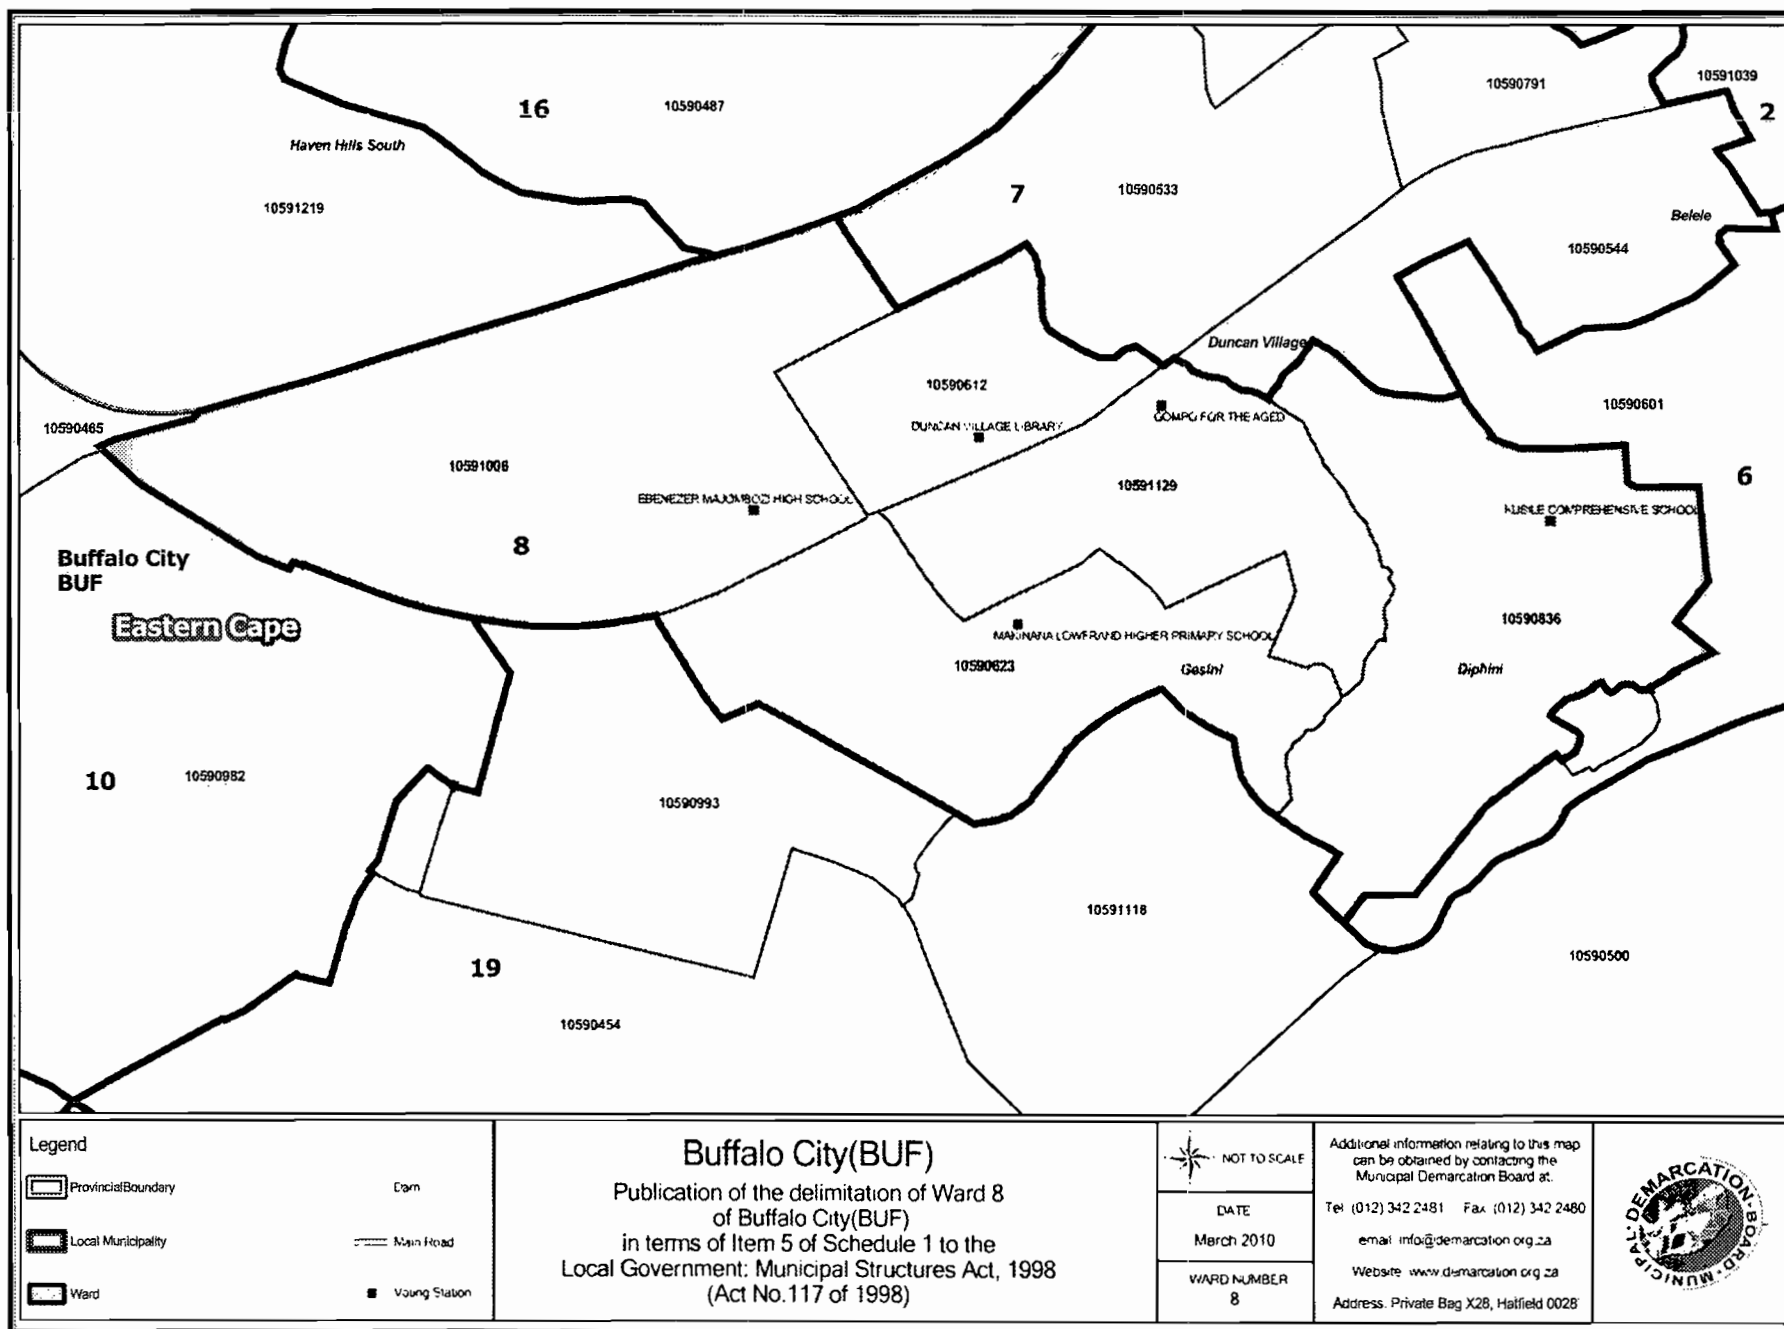 16
10590487
10590791
10591039
2
Haven Hills South
10591219
7
10590533
Belele
10590544
Duncan Village
10590612
10590601
GOMPO FOR THE AGED
DUNCAN VILLAGE LIBRARY
10590465
10591006
10591129
6
EBENEZER MAJOMBOZI HIGH SCHOOL
KUSILE COMPREHENSIVE SCHOOL
8
Buffalo City
BUF
Eastern Cape
10590836
MAKINANA LOWER AND HIGHER PRIMARY SCHOOL
10590623
Gesini
Diphini
10
10590982
10590993
10591118
10590500
19
10590454
Legend
Provincial Boundary
Dam
Local Municipality
Main Road
Ward
Voting Station
Buffalo City(BUF)
Publication of the delimitation of Ward 8
of Buffalo City(BUF)
in terms of Item 5 of Schedule 1 to the
Local Government: Municipal Structures Act, 1998
(Act No.117 of 1998)
NOT TO SCALE
DATE
March 2010
WARD NUMBER
8
Additional information relating to this map
can be obtained by contacting the
Municipal Demarcation Board at:
Tel (012) 342 2481 Fax (012) 342 2480
email info@demarcation.org.za
Website www.demarcation.org.za
Address. Private Bag X28, Hatfield 0028
MUNICIPAL DEMARCATION BOARD